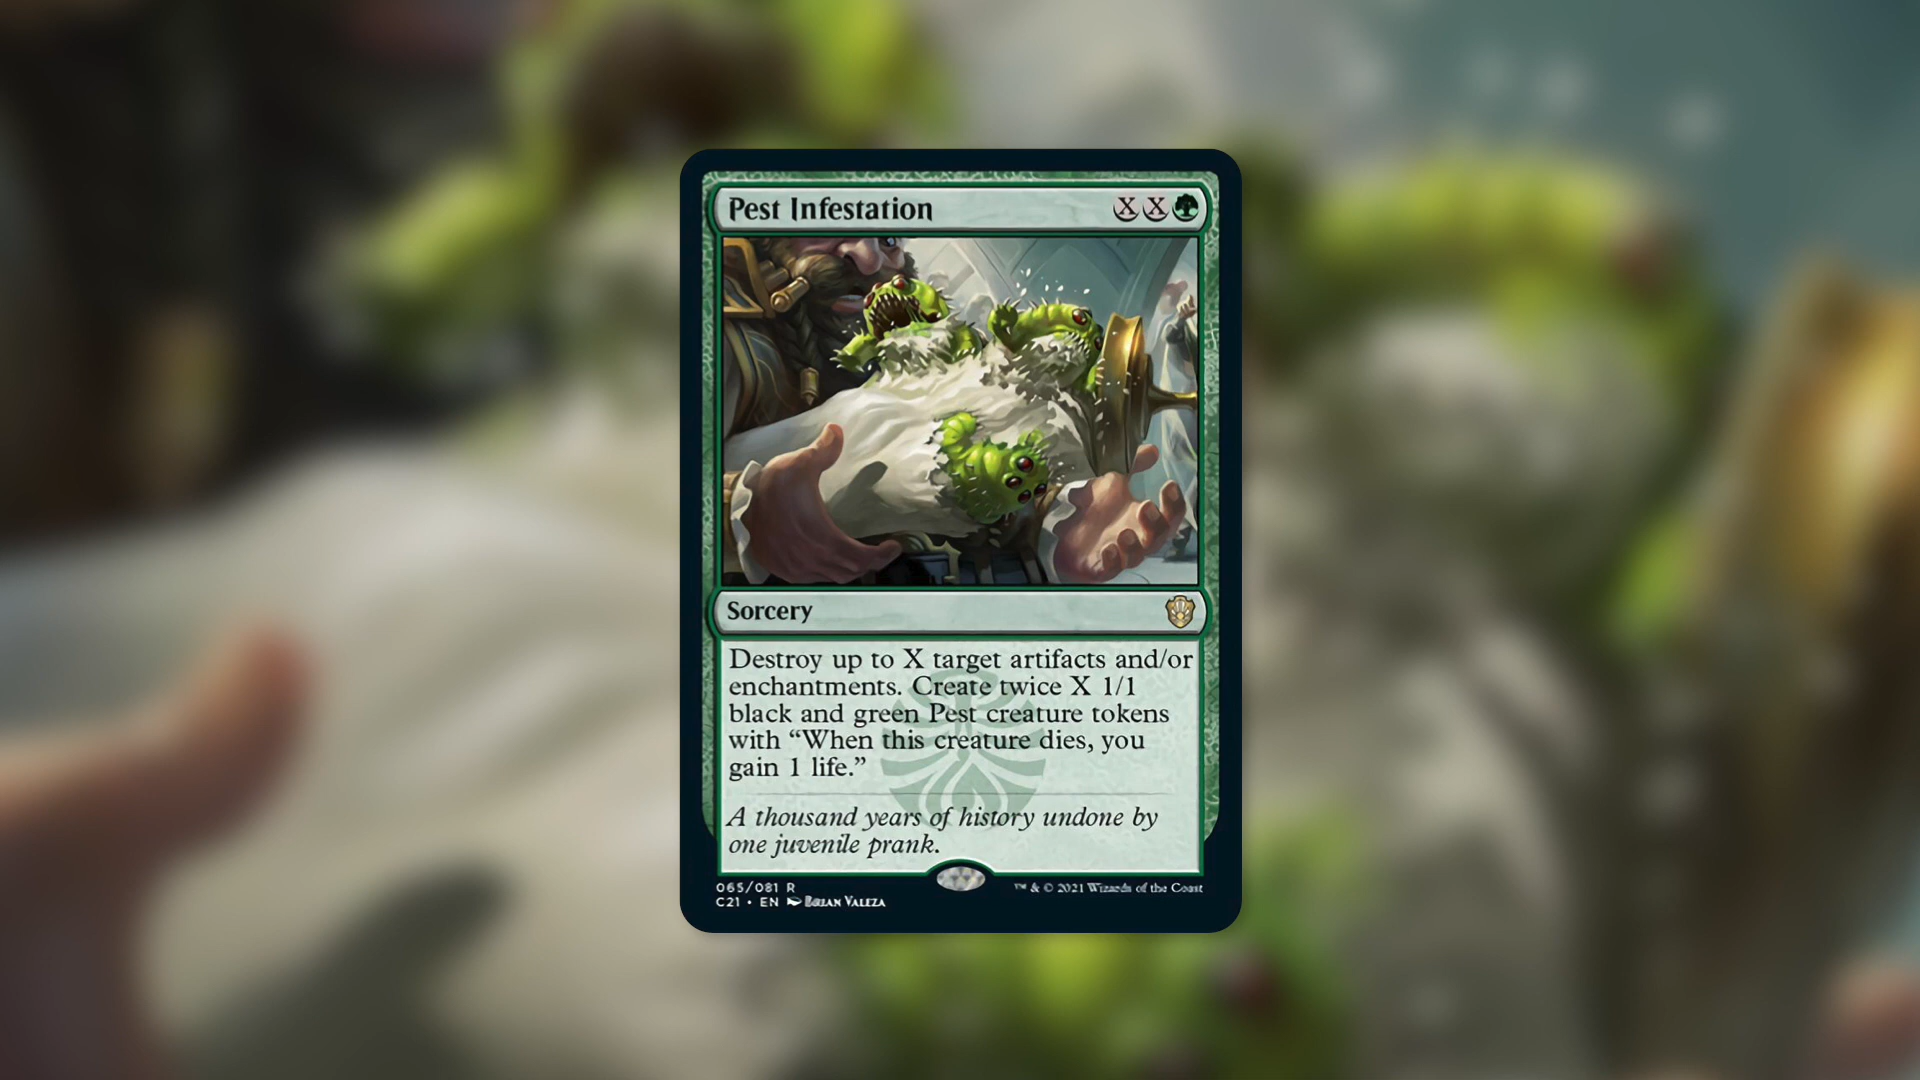 Pest Infestation XX
Sorcery
Destroy up to X target artifacts and/or
enchantments. Create twice X 1/1
black and green Pest creature tokens
with “When this creature dies, you
gain 1 life.”
A thousand years of history undone by
one juvenile prank.
065/081 R
C21 • EN Brian Valeza
™ & © 2021 Wizards of the Coast